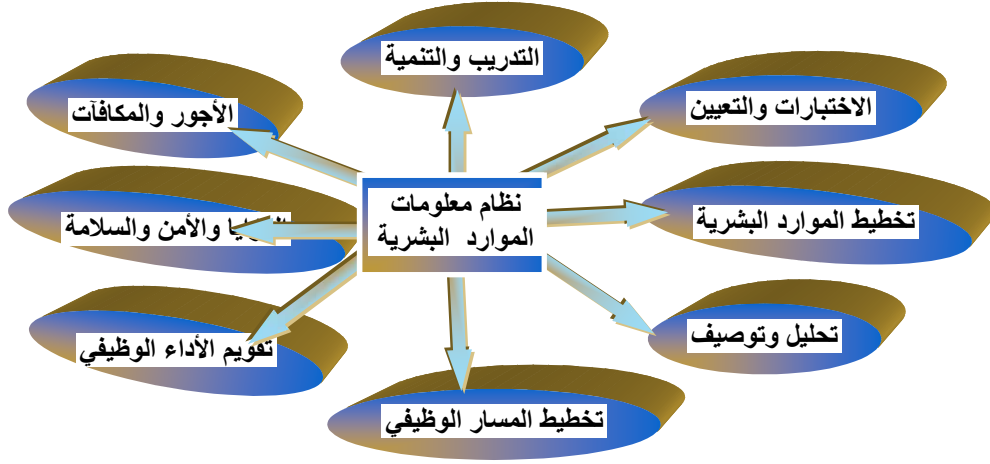 التدريب والتنمية
الاختبارات والتعيين
الأجور والمكافآت
نظام معلومات
الموارد البشرية
تخطيط الموارد البشرية
والأمن والسلامة
تحليل وتوصيف
تقويم الأداء الوظيفي
تخطيط المسار الوظيفي